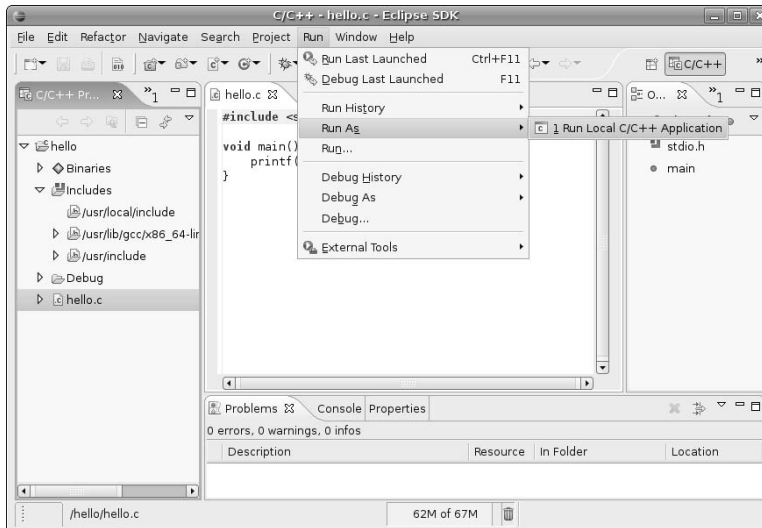 C/C++ - hello.c - Eclipse SDK
File Edit Refactor Navigate Search Project Run Window Help
C/C++
C/C++ Pr... »1
hello.c
O... »1
Run Last Launched Ctrl+F11
Debug Last Launched F11
Run History
Run As
1 Run Local C/C++ Application
Run...
Debug History
Debug As
Debug...
External Tools
#include <s
void main()
printf(
}
hello
Binaries
Includes
/usr/local/include
/usr/lib/gcc/x86_64-lin
/usr/include
Debug
hello.c
stdio.h
main
Problems Console Properties
0 errors, 0 warnings, 0 infos
Description Resource In Folder Location
/hello/hello.c
62M of 67M